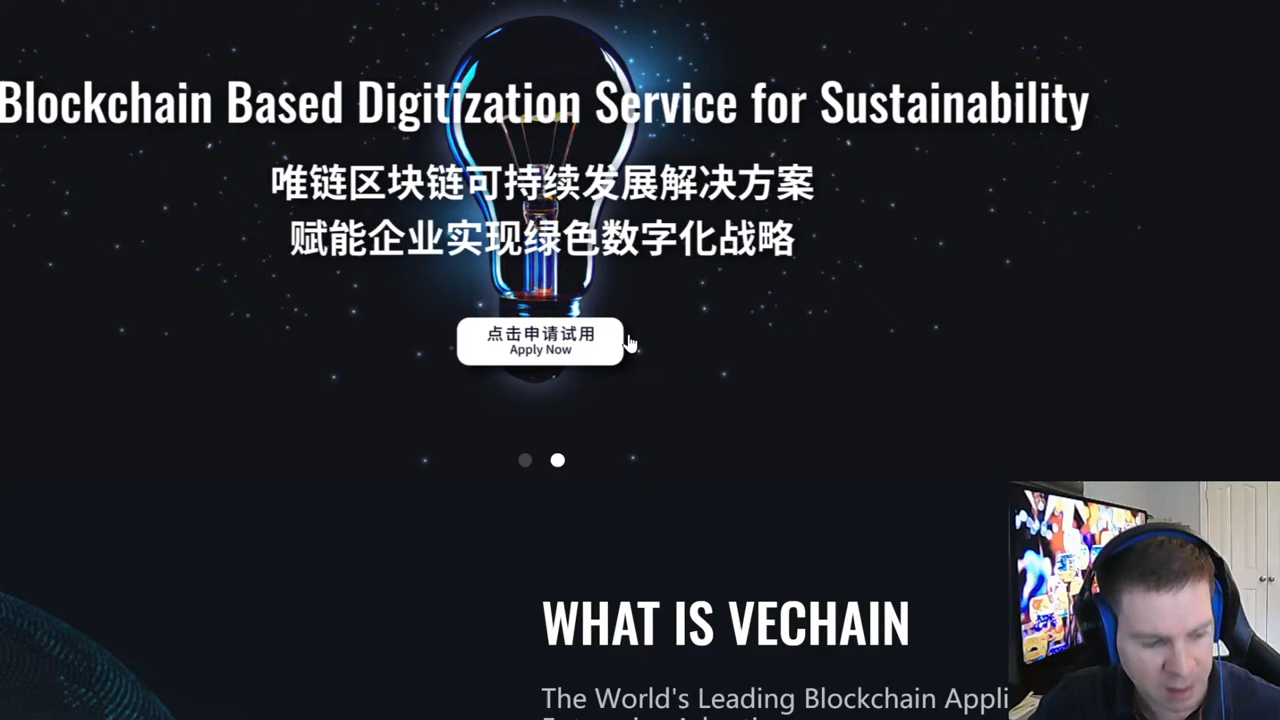 Blockchain Based Digitization Service for Sustainability
唯链区块链可持续发展解决方案
赋能企业实现绿色数字化战略
点击申请试用
Apply Now
WHAT IS VECHAIN
The World's Leading Blockchain